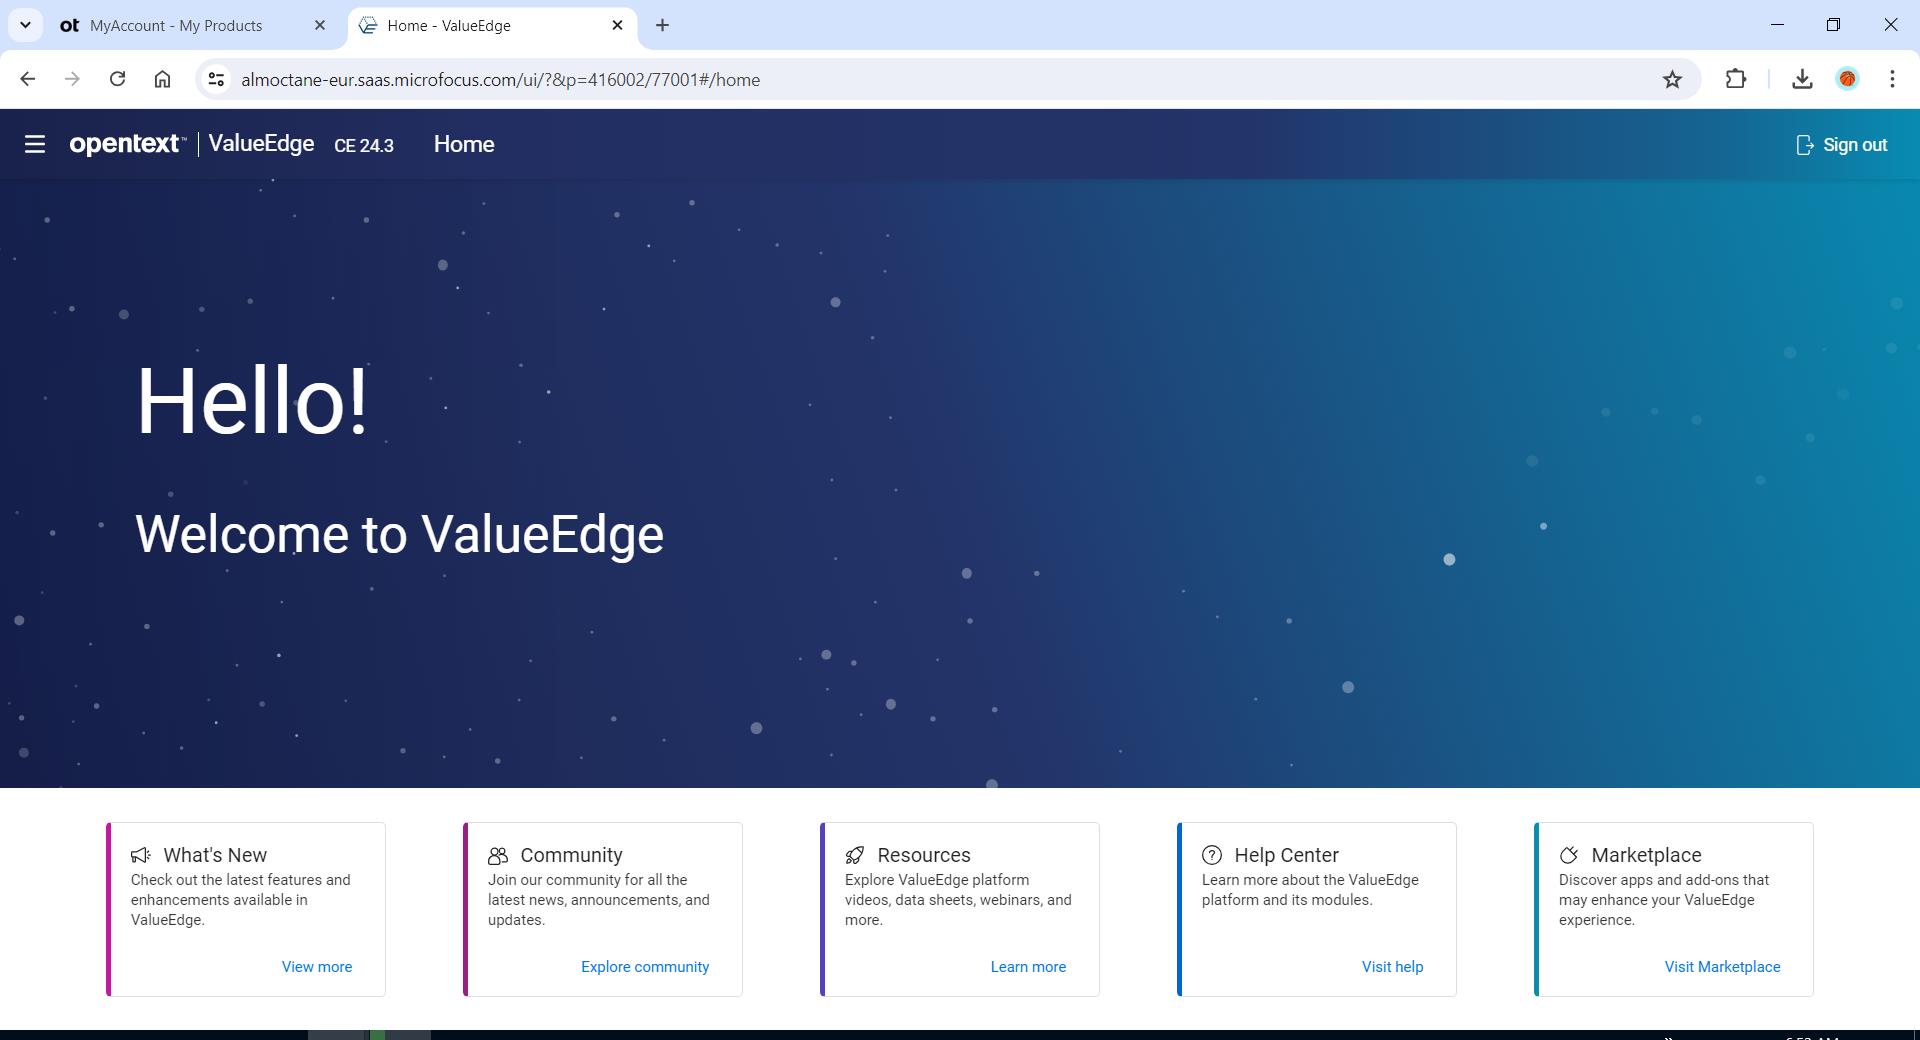 ot MyAccount - My Products
Home - ValueEdge
almoctane-eur.saas.microfocus.com/ui/?&p=416002/77001#/home
opentext™ ValueEdge CE 24.3 Home
Sign out
Hello!
Welcome to ValueEdge
What's New
Check out the latest features and
enhancements available in
ValueEdge.
View more
Community
Join our community for all the
latest news, announcements, and
updates.
Explore community
Resources
Explore ValueEdge platform
videos, data sheets, webinars, and
more.
Learn more
Help Center
Learn more about the ValueEdge
platform and its modules.
Visit help
Marketplace
Discover apps and add-ons that
may enhance your ValueEdge
experience.
Visit Marketplace